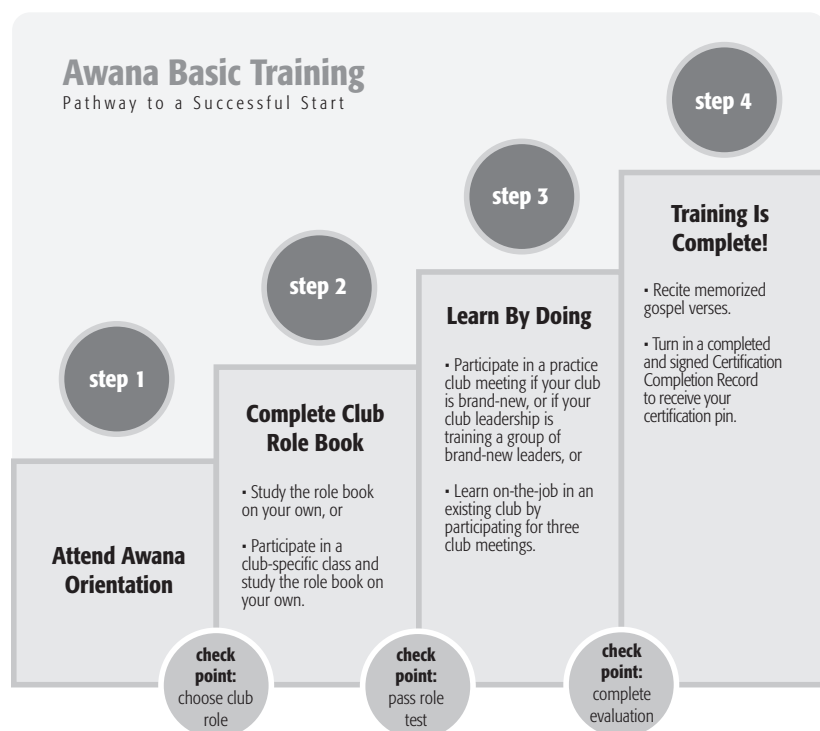 Awana Basic Training
Pathway to a Successful Start
step 1
Attend Awana
Orientation
check
point:
choose club
role
step 2
Complete Club
Role Book
▪ Study the role book
on your own, or
▪ Participate in a
club-specific class and
study the role book on
your own.
check
point:
pass role
test
step 3
Learn By Doing
▪ Participate in a practice
club meeting if your club
is brand-new, or if your
club leadership is
training a group of
brand-new leaders, or
▪ Learn on-the-job in an
existing club by
participating for three
club meetings.
check
point:
complete
evaluation
step 4
Training Is
Complete!
▪ Recite memorized
gospel verses.
▪ Turn in a completed
and signed Certification
Completion Record
to receive your
certification pin.